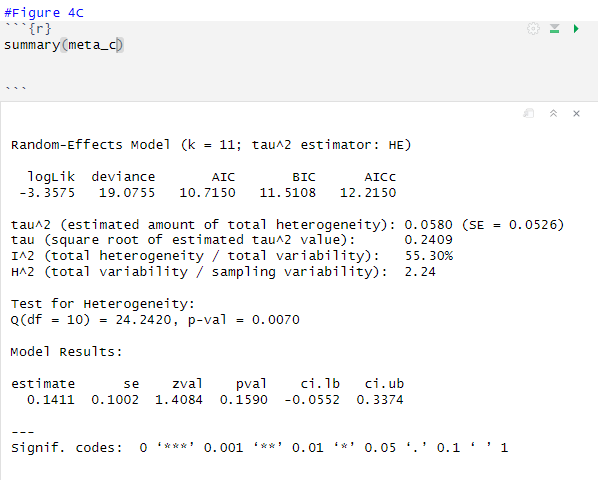 #Figure 4C
```{r}
summary(meta_c)
```
Random-Effects Model (k = 11; tau^2 estimator: HE)
logLik deviance AIC BIC AICc
-3.3575 19.0755 10.7150 11.5108 12.2150
tau^2 (estimated amount of total heterogeneity): 0.0580 (SE = 0.0526)
tau (square root of estimated tau^2 value): 0.2409
I^2 (total heterogeneity / total variability): 55.30%
H^2 (total variability / sampling variability): 2.24
Test for Heterogeneity:
Q(df = 10) = 24.2420, p-val = 0.0070
Model Results:
estimate se zval pval ci.lb ci.ub
0.1411 0.1002 1.4084 0.1590 -0.0552 0.3374
---
Signif. codes: 0 ‘***’ 0.001 ‘**’ 0.01 ‘*’ 0.05 ‘.’ 0.1 ‘ ’ 1